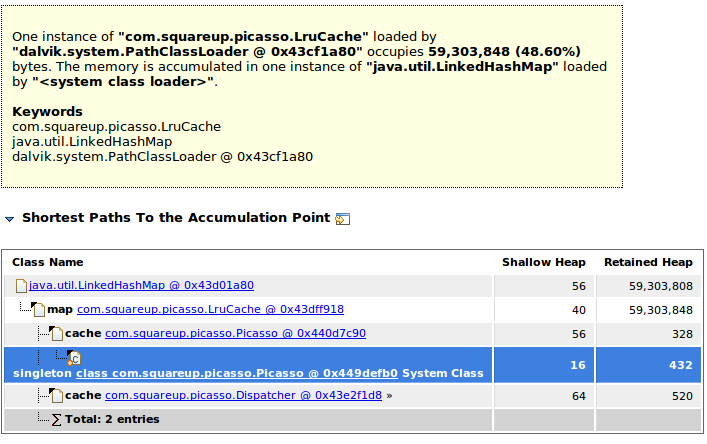 One instance of "com.squareup.picasso.LruCache" loaded by
"dalvik.system.PathClassLoader @ 0x43cf1a80" occupies 59,303,848 (48.60%)
bytes. The memory is accumulated in one instance of "java.util.LinkedHashMap" loaded
by "<system class loader>".
Keywords
com.squareup.picasso.LruCache
java.util.LinkedHashMap
dalvik.system.PathClassLoader @ 0x43cf1a80
Shortest Paths To the Accumulation Point
Class Name Shallow Heap Retained Heap
java.util.LinkedHashMap @ 0x43d01a80 56 59,303,808
map com.squareup.picasso.LruCache @ 0x43dff918 40 59,303,848
cache com.squareup.picasso.Picasso @ 0x440d7c90 56 328
singleton class com.squareup.picasso.Picasso @ 0x449defb0 System Class 16 432
cache com.squareup.picasso.Dispatcher @ 0x43e2f1d8 » 64 520
Σ Total: 2 entries